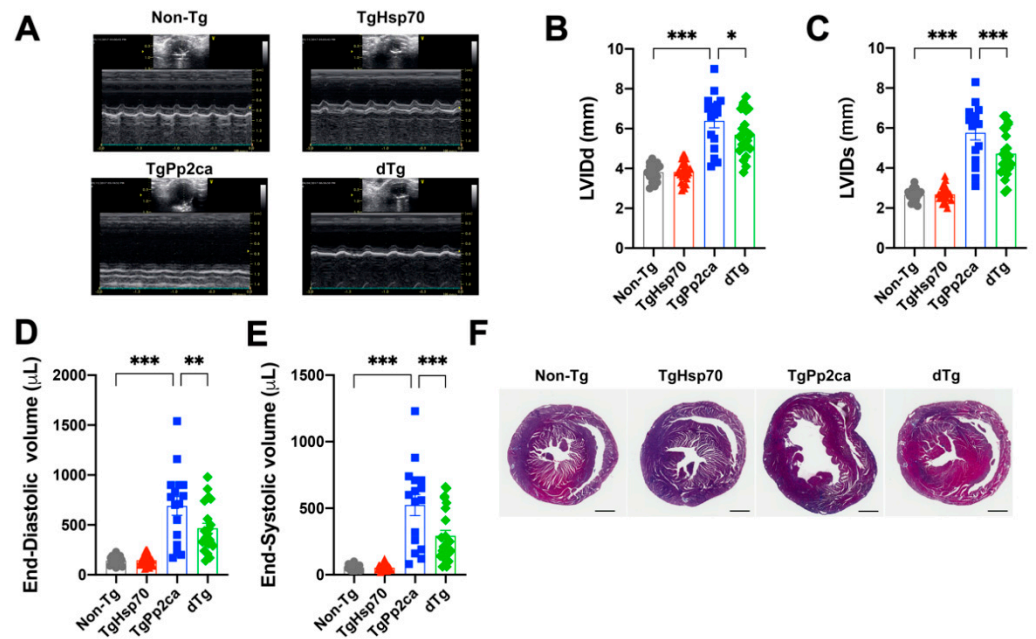 A
Non-Tg
TgHsp70
TgPp2ca
dTg
B
***
*
LVIDd (mm)
10
8
6
4
2
0
Non-Tg
TgHsp70
TgPp2ca
dTg
C
***
***
LVIDs (mm)
10
8
6
4
2
0
Non-Tg
TgHsp70
TgPp2ca
dTg
D
***
**
End-Diastolic volume (μL)
2000
1500
1000
500
0
Non-Tg
TgHsp70
TgPp2ca
dTg
E
***
***
End-Systolic volume (μL)
1500
1000
500
0
Non-Tg
TgHsp70
TgPp2ca
dTg
F
Non-Tg
TgHsp70
TgPp2ca
dTg